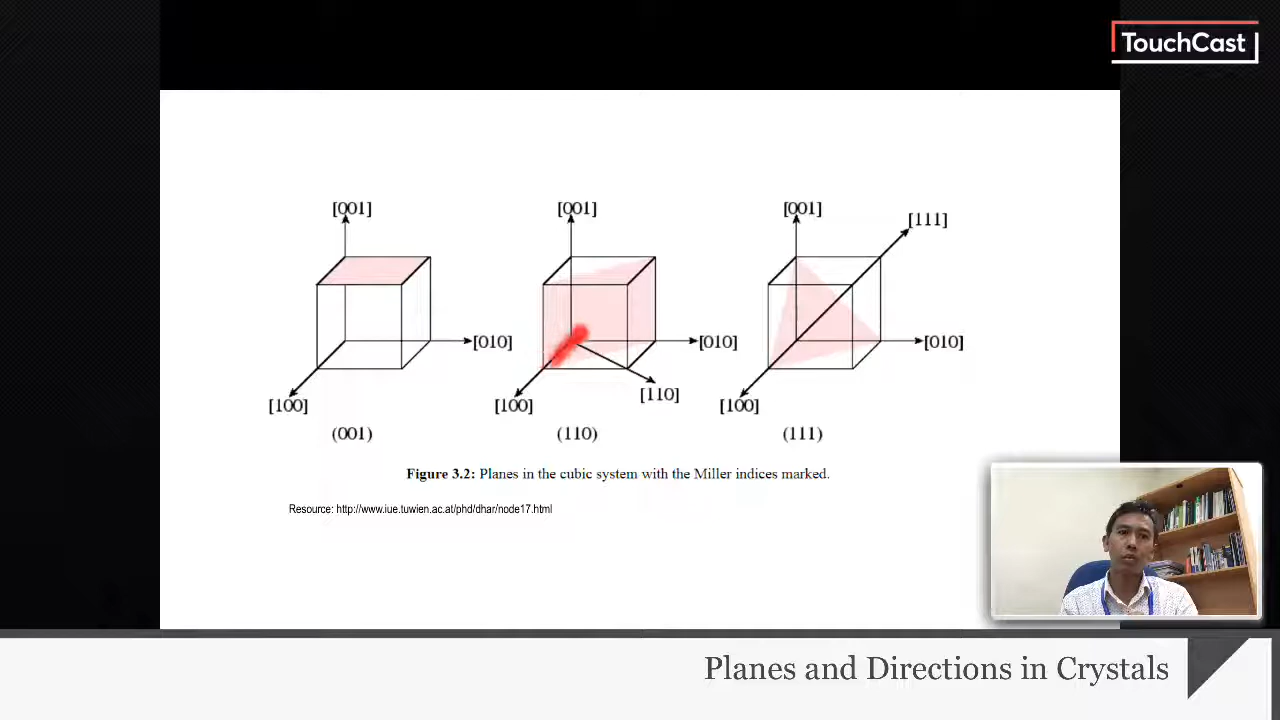 TouchCast
[001] [001] [001] [111]
[010] [010] [010]
[110]
[100] [100] [100]
(001) (110) (111)
Figure 3.2: Planes in the cubic system with the Miller indices marked.
Resource: http://www.iue.tuwien.ac.at/phd/dhar/node17.html
Planes and Directions in Crystals